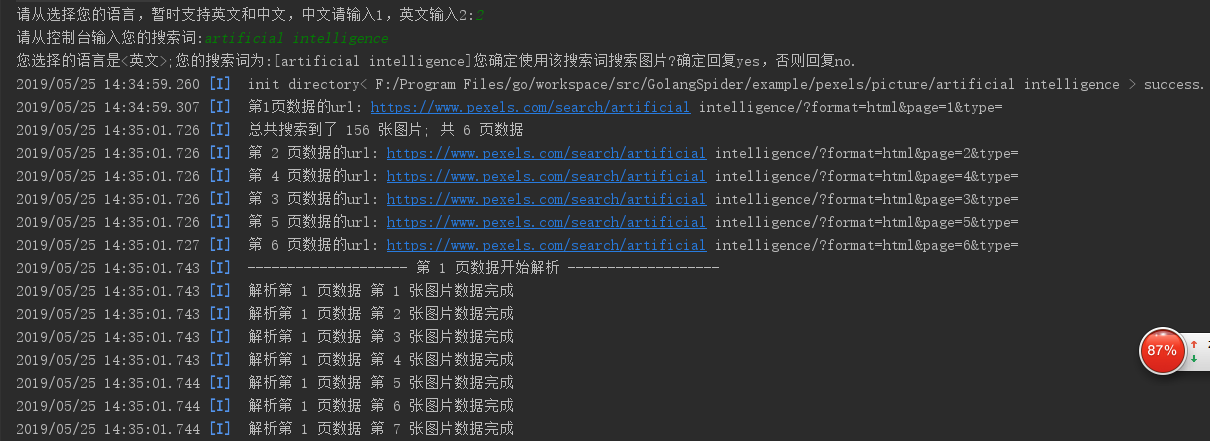 请从选择您的语言，暂时支持英文和中文，中文请输入1，英文输入2:2
请从控制台输入您的搜索词:artificial intelligence
您选择的语言是<英文>;您的搜索词为:[artificial intelligence]您确定使用该搜索词搜索图片?确定回复yes，否则回复no.
2019/05/25 14:34:59.260 [I] init directory< F:/Program Files/go/workspace/src/GolangSpider/example/pexels/picture/artificial intelligence > success.
2019/05/25 14:34:59.307 [I] 第1页数据的url: https://www.pexels.com/search/artificial intelligence/?format=html&page=1&type=
2019/05/25 14:35:01.726 [I] 总共搜索到了 156 张图片; 共 6 页数据
2019/05/25 14:35:01.726 [I] 第 2 页数据的url: https://www.pexels.com/search/artificial intelligence/?format=html&page=2&type=
2019/05/25 14:35:01.726 [I] 第 4 页数据的url: https://www.pexels.com/search/artificial intelligence/?format=html&page=4&type=
2019/05/25 14:35:01.726 [I] 第 3 页数据的url: https://www.pexels.com/search/artificial intelligence/?format=html&page=3&type=
2019/05/25 14:35:01.726 [I] 第 5 页数据的url: https://www.pexels.com/search/artificial intelligence/?format=html&page=5&type=
2019/05/25 14:35:01.727 [I] 第 6 页数据的url: https://www.pexels.com/search/artificial intelligence/?format=html&page=6&type=
2019/05/25 14:35:01.743 [I] -------------------- 第 1 页数据开始解析 -------------------
2019/05/25 14:35:01.743 [I] 解析第 1 页数据 第 1 张图片数据完成
2019/05/25 14:35:01.743 [I] 解析第 1 页数据 第 2 张图片数据完成
2019/05/25 14:35:01.743 [I] 解析第 1 页数据 第 3 张图片数据完成
2019/05/25 14:35:01.743 [I] 解析第 1 页数据 第 4 张图片数据完成
87%
2019/05/25 14:35:01.744 [I] 解析第 1 页数据 第 5 张图片数据完成
2019/05/25 14:35:01.744 [I] 解析第 1 页数据 第 6 张图片数据完成
2019/05/25 14:35:01.744 [I] 解析第 1 页数据 第 7 张图片数据完成